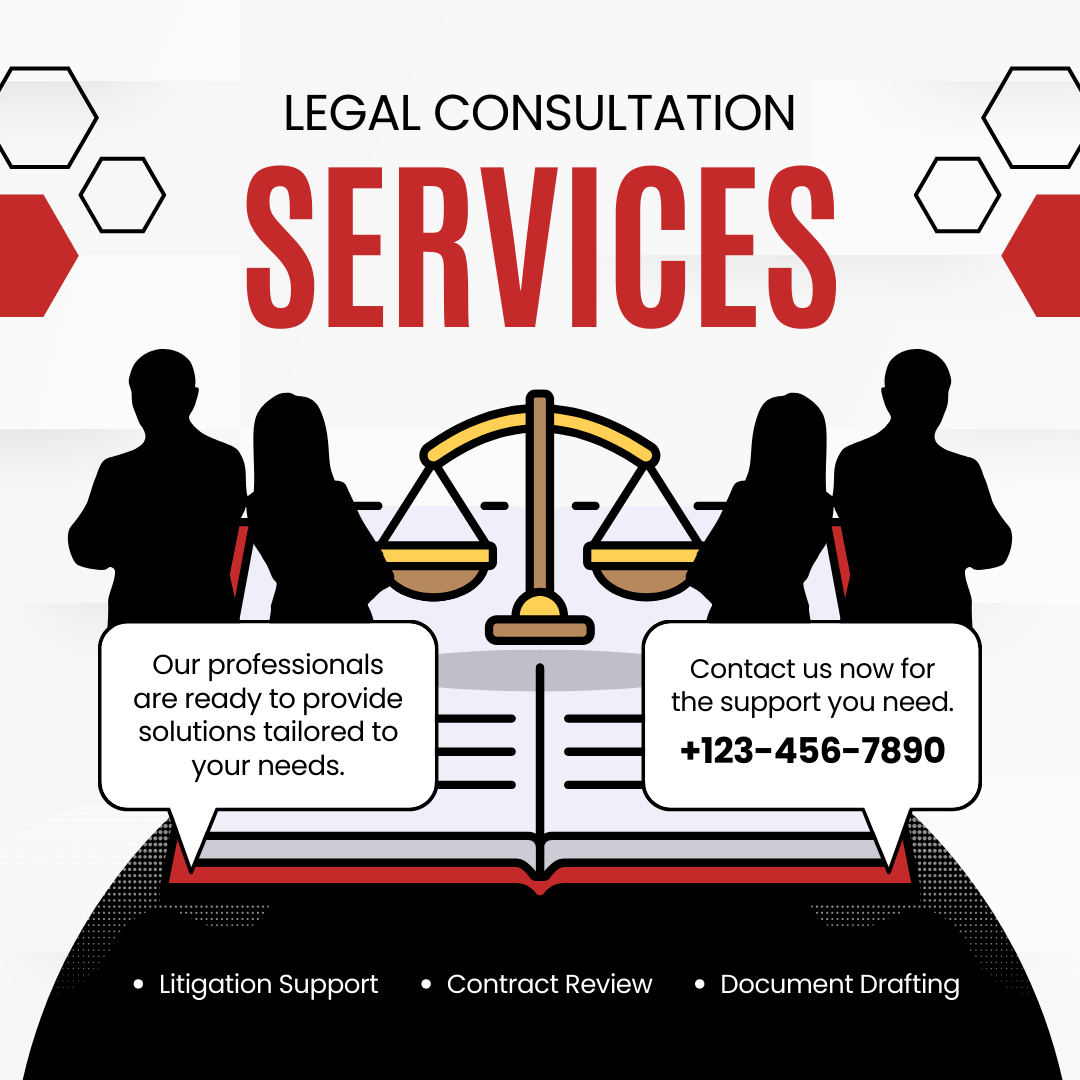 LEGAL CONSULTATION
SERVICES
Our professionals
are ready to provide
solutions tailored to
your needs.
Contact us now for
the support you need.
+123-456-7890
• Litigation Support • Contract Review • Document Drafting